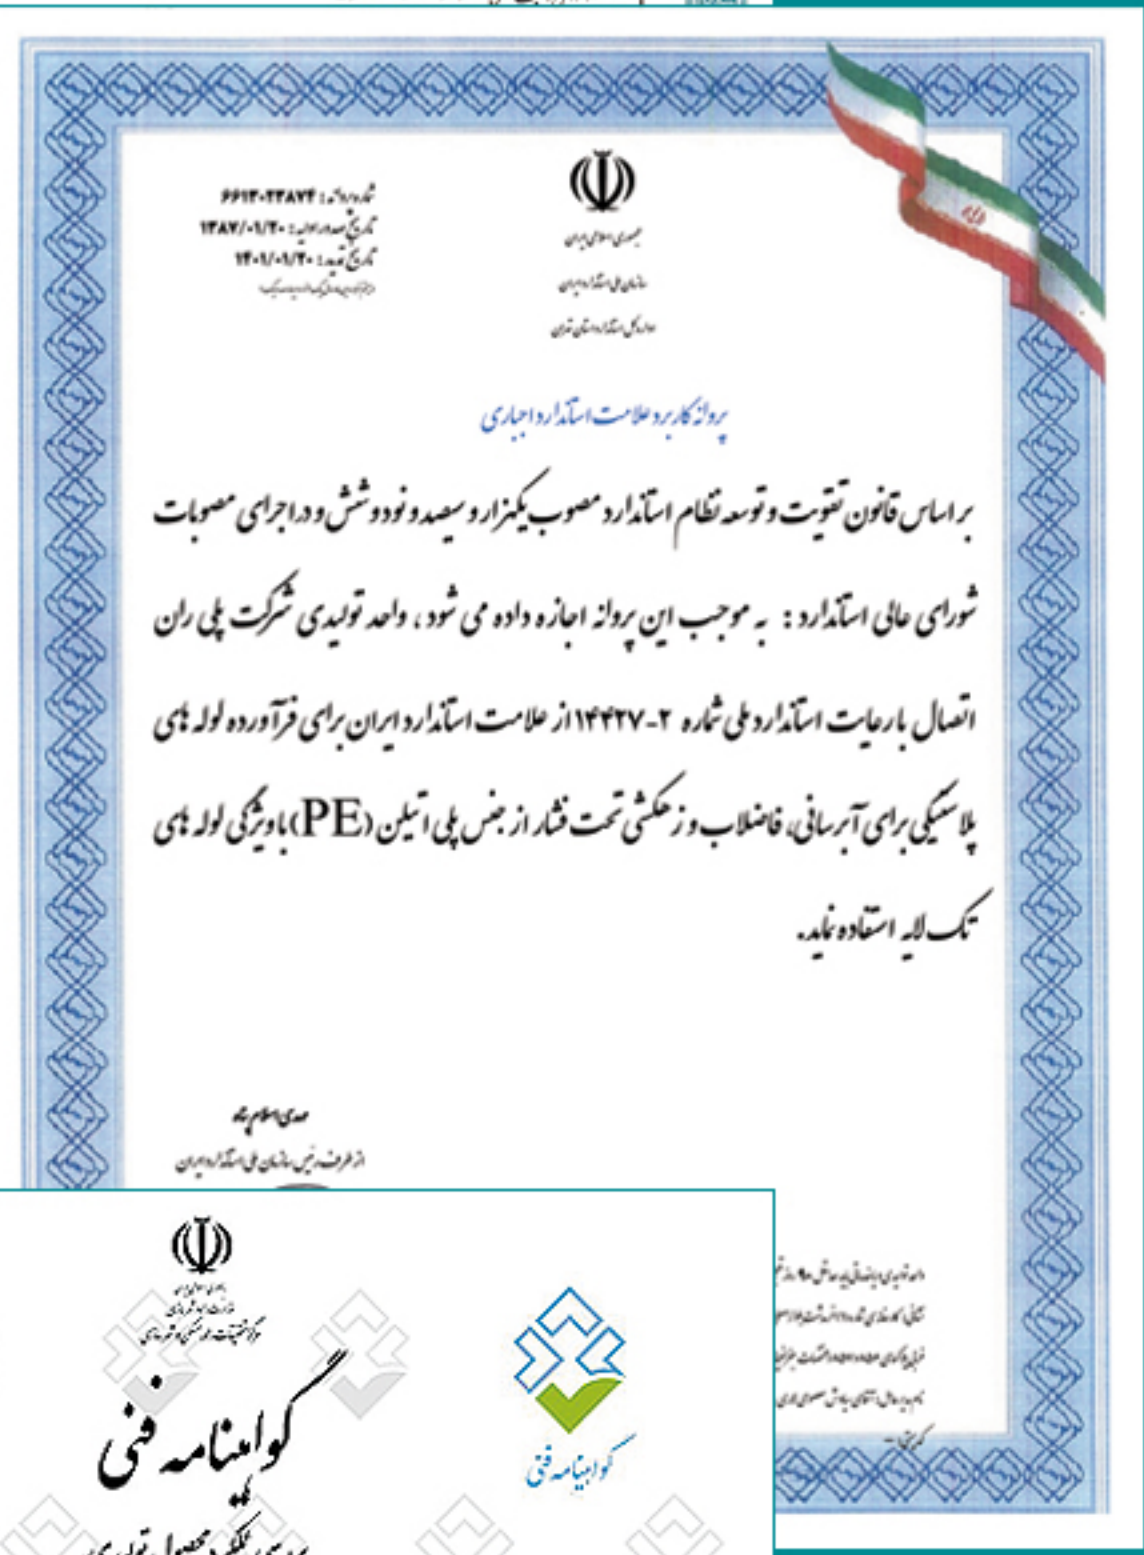 جمهوری اسلامی ایران
سازمان ملی استاندارد ایران
اداره کل استاندارد استان تهران
شماره پروانه: ۶۶۱۳۰۲۳۸۷۴
تاریخ صدور اولیه: ۱۳۸۷/۰۱/۲۰
تاریخ تمدید: ۱۴۰۱/۰۱/۲۰
پروانه کاربرد علامت استاندارد اجباری
بر اساس قانون تقویت و توسعه نظام استاندارد مصوب یکهزار و سیصد و نود و شش و در اجرای مصوبات
شورای عالی استاندارد : به موجب این پروانه اجازه داده می شود ، واحد تولیدی شرکت پلی ران
اتصال با رعایت استاندارد ملی شماره ۲-۱۴۴۲۷ از علامت استاندارد ایران برای فرآورده لوله های
پلاستیکی برای آبرسانی، فاضلاب و زهکشی تحت فشار از جنس پلی اتیلن (PE) با ویژگی لوله های
تک لایه استفاده نماید.
مهدی اسلام پناه
از طرف رئیس سازمان ملی استاندارد ایران
جمهوری اسلامی ایران
وزارت راه و شهرسازی
مرکز تحقیقات راه، مسکن و شهرسازی
گواهینامه فنی
گواهینامه فنی